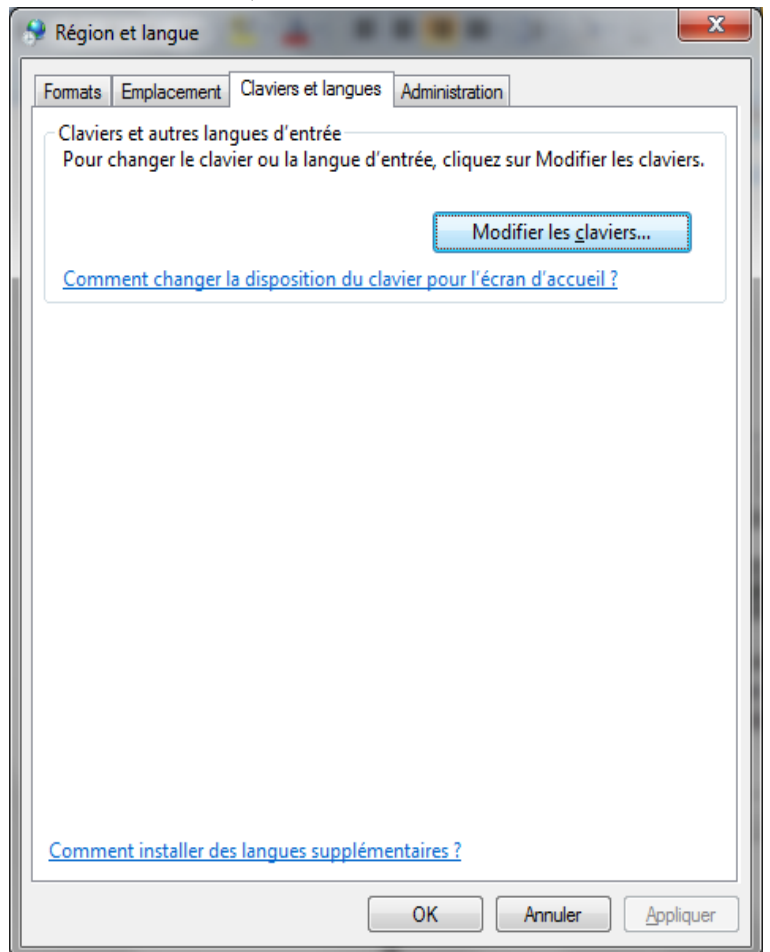 Région et langue
Formats Emplacement Claviers et langues Administration
Claviers et autres langues d'entrée
Pour changer le clavier ou la langue d'entrée, cliquez sur Modifier les claviers.
Modifier les claviers...
Comment changer la disposition du clavier pour l'écran d'accueil ?
Comment installer des langues supplémentaires ?
OK Annuler Appliquer